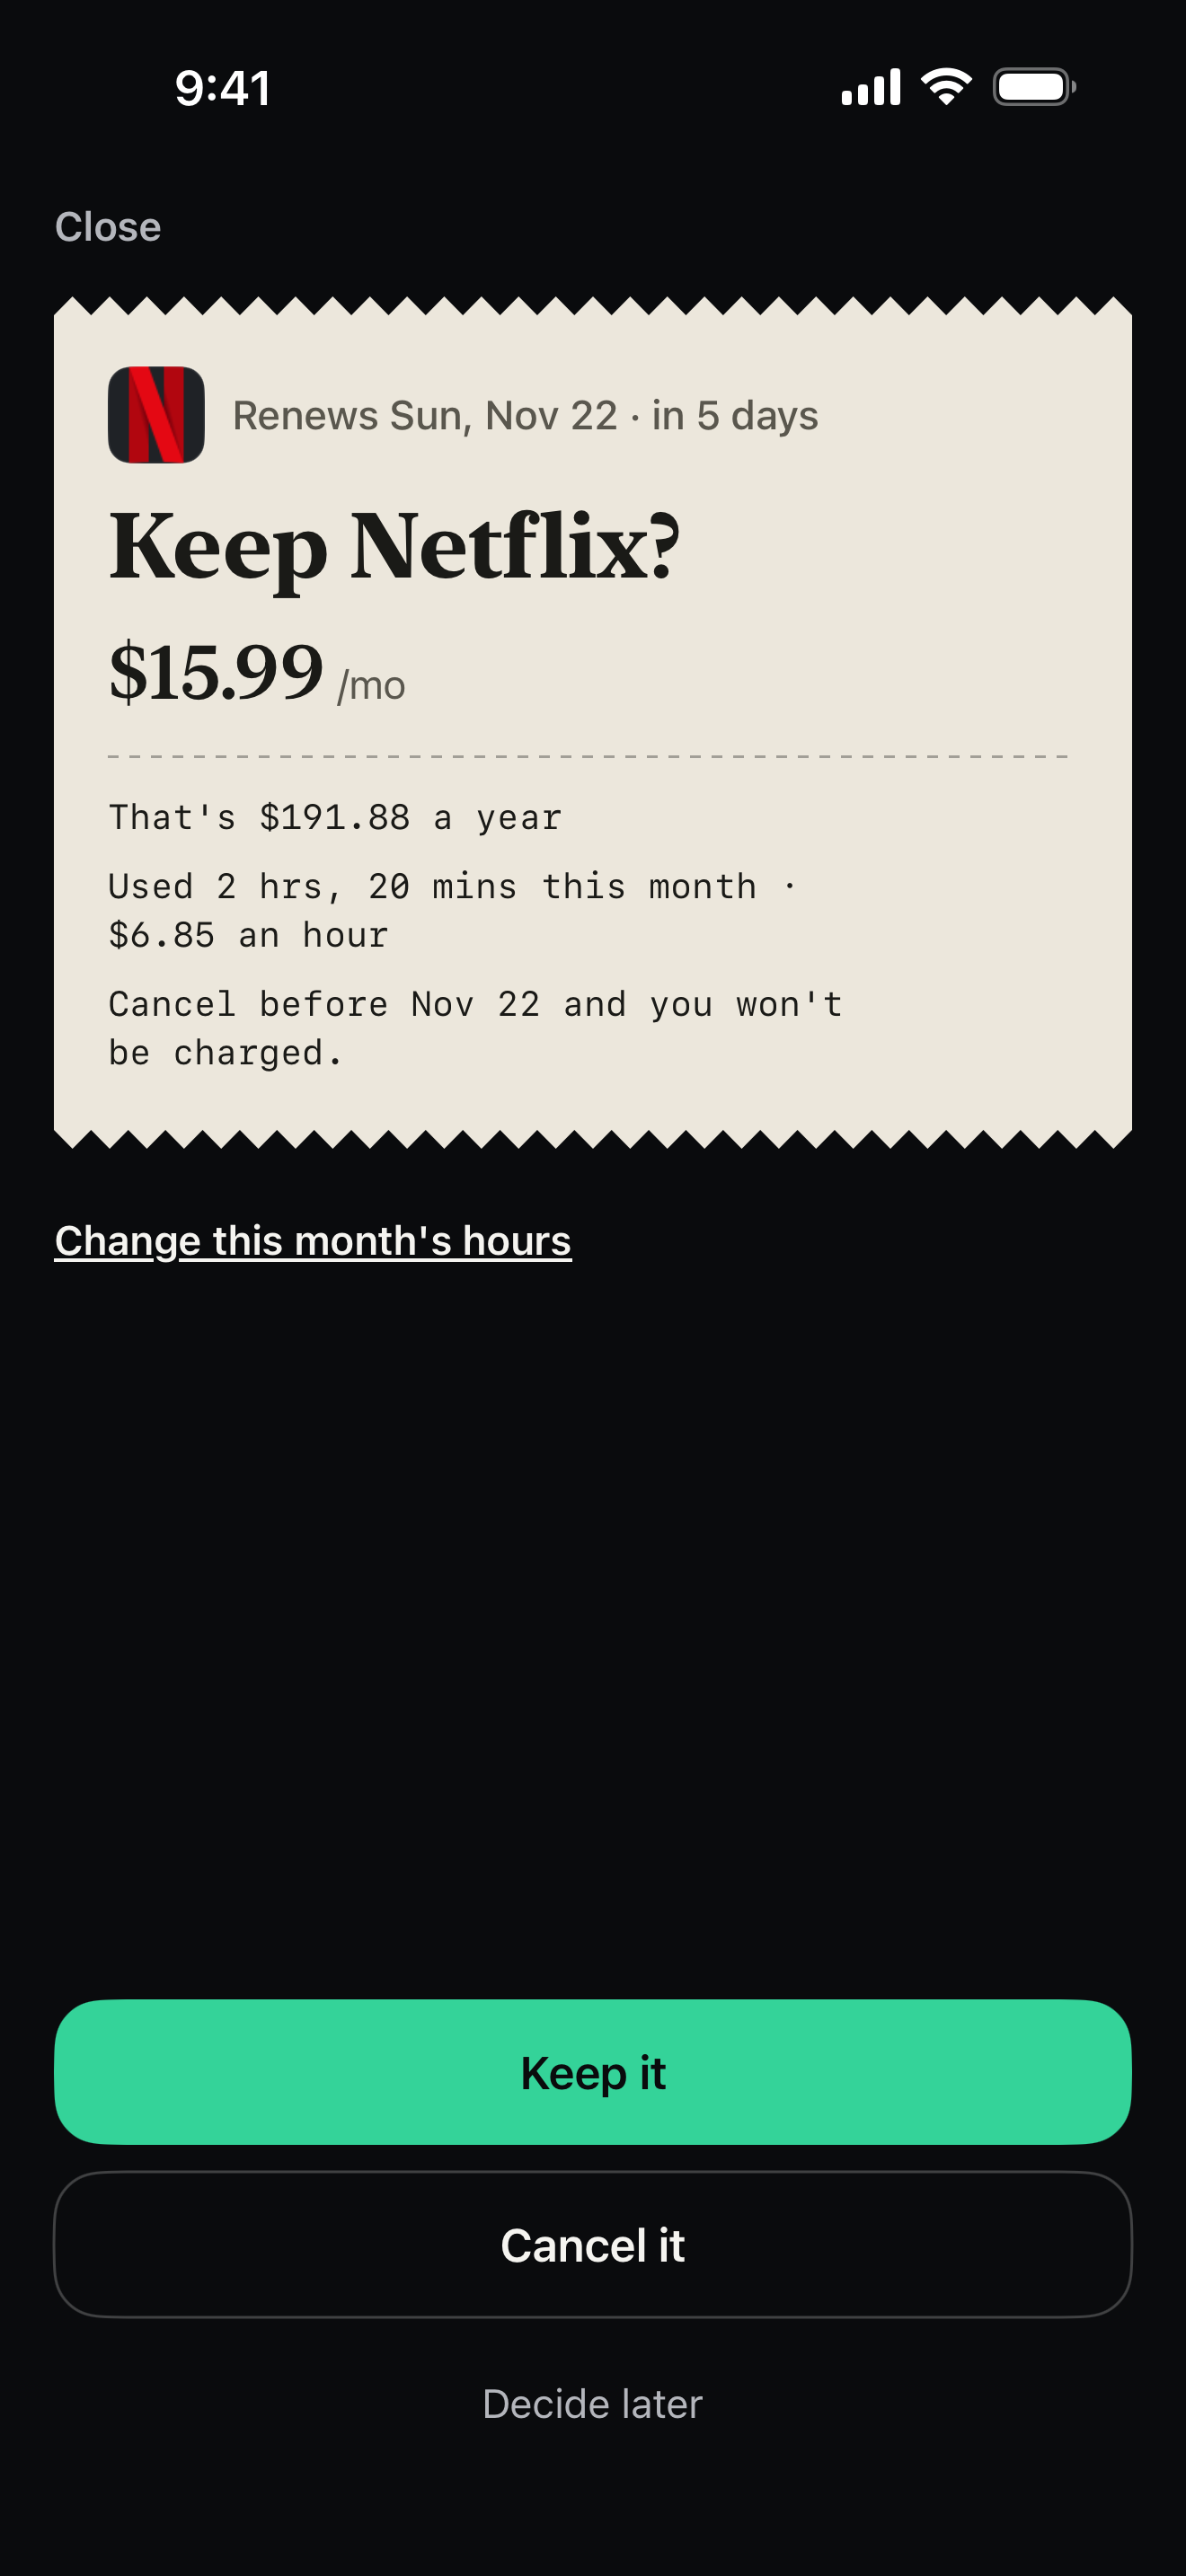 9:41
Close
Renews Sun, Nov 22 · in 5 days
Keep Netflix?
$15.99 /mo
That's $191.88 a year
Used 2 hrs, 20 mins this month ·
$6.85 an hour
Cancel before Nov 22 and you won't
be charged.
Change this month's hours
Keep it
Cancel it
Decide later